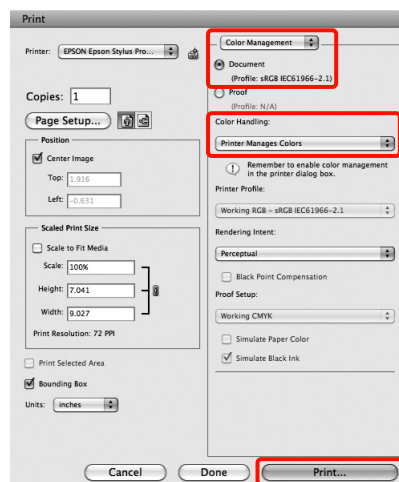 Print
Printer: EPSON Epson Stylus Pro...
Copies: 1
Page Setup...
Position
Center Image
Top: 1.916
Left: -0.631
Scaled Print Size
Scale to Fit Media
Scale: 100%
Height: 7.041
Width: 9.027
Print Resolution: 72 PPI
Print Selected Area
Bounding Box
Units: inches
Color Management
Document
(Profile: sRGB IEC61966-2.1)
Proof
(Profile: N/A)
Color Handling:
Printer Manages Colors
Remember to enable color management
in the printer dialog box.
Printer Profile:
Working RGB - sRGB IEC61966-2.1
Rendering Intent:
Perceptual
Black Point Compensation
Proof Setup:
Working CMYK
Simulate Paper Color
Simulate Black Ink
Cancel
Done
Print...